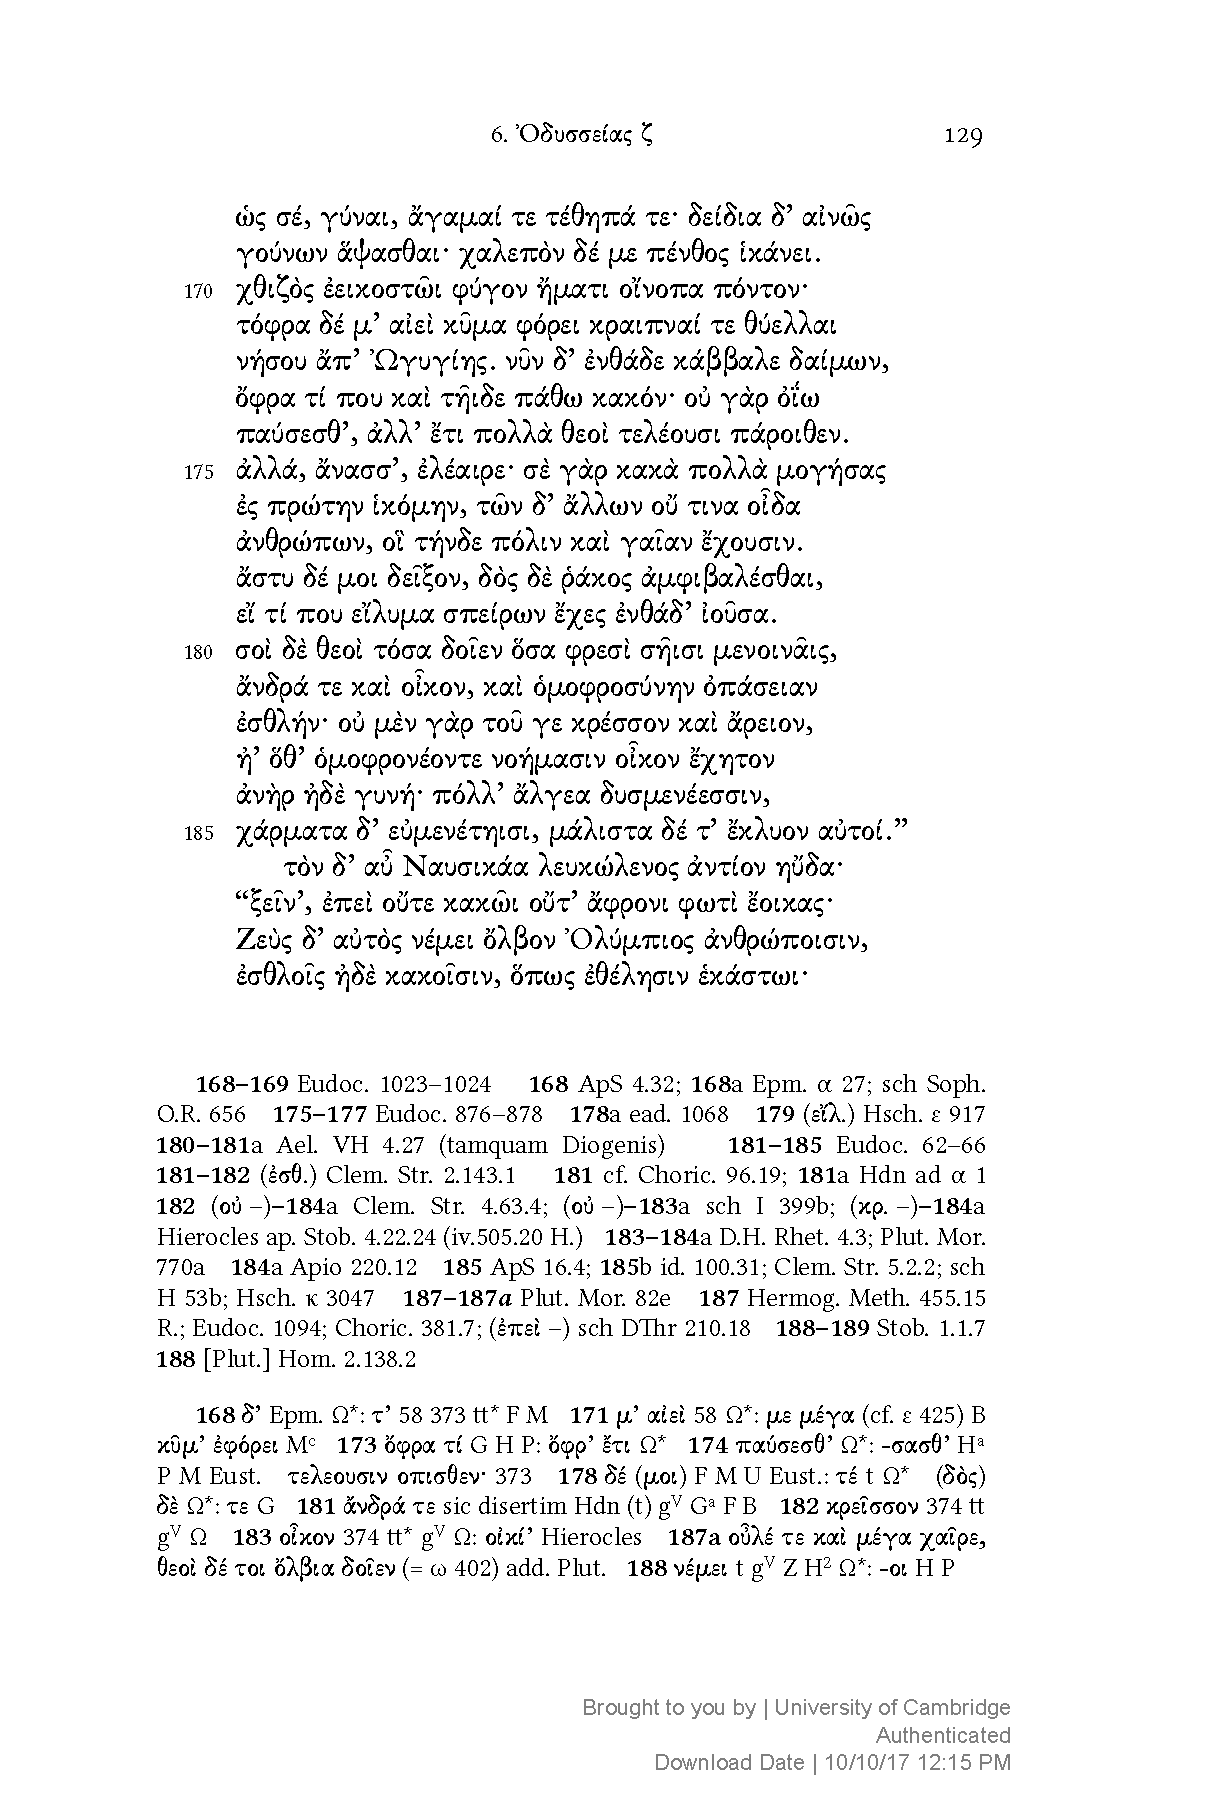 6. Ὀδυσσείας ζ 129
ὡς σέ, γύναι, ἄγαμαί τε τέθηπά τε· δείδια δ’ αἰνῶς
γούνων ἅψασθαι· χαλεπὸν δέ με πένθος ἱκάνει.
170 χθιζὸς ἐεικοστῶι φύγον ἤματι οἴνοπα πόντον·
τόφρα δέ μ’ αἰεὶ κῦμα φόρει κραιπναί τε θύελλαι
νήσου ἄπ’ Ὠγυγίης. νῦν δ’ ἐνθάδε κάββαλε δαίμων,
ὄφρα τί που καὶ τῆιδε πάθω κακόν· οὐ γὰρ ὀΐω
παύσεσθ’, ἀλλ’ ἔτι πολλὰ θεοὶ τελέουσι πάροιθεν.
175 ἀλλά, ἄνασσ’, ἐλέαιρε· σὲ γὰρ κακὰ πολλὰ μογήσας
ἐς πρώτην ἱκόμην, τῶν δ’ ἄλλων οὔ τινα οἶδα
ἀνθρώπων, οἳ τήνδε πόλιν καὶ γαῖαν ἔχουσιν.
ἄστυ δέ μοι δεῖξον, δὸς δὲ ῥάκος ἀμφιβαλέσθαι,
εἴ τί που εἴλυμα σπείρων ἔχες ἐνθάδ’ ἰοῦσα.
180 σοὶ δὲ θεοὶ τόσα δοῖεν ὅσα φρεσὶ σῆισι μενοινᾶις,
ἄνδρά τε καὶ οἶκον, καὶ ὁμοφροσύνην ὀπάσειαν
ἐσθλήν· οὐ μὲν γὰρ τοῦ γε κρέσσον καὶ ἄρειον,
ἠ’ ὅθ’ ὁμοφρονέοντε νοήμασιν οἶκον ἔχητον
ἀνὴρ ἠδὲ γυνή· πόλλ’ ἄλγεα δυσμενέεσσιν,
185 χάρματα δ’ εὐμενέτηισι, μάλιστα δέ τ’ ἔκλυον αὐτοί.”
τὸν δ’ αὖ Ναυσικάα λευκώλενος ἀντίον ηὔδα·
“ξεῖν’, ἐπεὶ οὔτε κακῶι οὔτ’ ἄφρονι φωτὶ ἔοικας·
Ζεὺς δ’ αὐτὸς νέμει ὄλβον Ὀλύμπιος ἀνθρώποισιν,
ἐσθλοῖς ἠδὲ κακοῖσιν, ὅπως ἐθέλησιν ἑκάστωι·
168–169 Eudoc. 1023–1024 168 ApS 4.32; 168a Epm. α 27; sch Soph.
O.R. 656 175–177 Eudoc. 876–878 178a ead. 1068 179 (εἴλ.) Hsch. ε 917
180–181a Ael. VH 4.27 (tamquam Diogenis) 181–185 Eudoc. 62–66
181–182 (ἐσθ.) Clem. Str. 2.143.1 181 cf. Choric. 96.19; 181a Hdn ad α 1
182 (οὐ –)–184a Clem. Str. 4.63.4; (οὐ –)–183a sch Ι 399b; (κρ. –)–184a
Hierocles ap. Stob. 4.22.24 (iv.505.20 H.) 183–184a D.H. Rhet. 4.3; Plut. Mor.
770a 184a Apio 220.12 185 ApS 16.4; 185b id. 100.31; Clem. Str. 5.2.2; sch
Η 53b; Hsch. κ 3047 187–187a Plut. Mor. 82e 187 Hermog. Meth. 455.15
R.; Eudoc. 1094; Choric. 381.7; (ἐπεὶ –) sch DThr 210.18 188–189 Stob. 1.1.7
188 [Plut.] Hom. 2.138.2
168 δ’ Epm. Ω*: τ’ 58 373 tt* F M 171 μ’ αἰεὶ 58 Ω*: με μέγα (cf. ε 425) B
κῦμ’ ἐφόρει Mᶜ 173 ὄφρα τί G H P: ὄφρ’ ἔτι Ω* 174 παύσεσθ’ Ω*: -σασθ’ Hᵃ
P M Eust. τελεουσιν οπισθεν· 373 178 δέ (μοι) F M U Eust.: τέ t Ω* (δὸς)
δὲ Ω*: τε G 181 ἄνδρά τε sic disertim Hdn (t) gⱽ Gᵃ F B 182 κρεῖσσον 374 tt
gⱽ Ω 183 οἶκον 374 tt* gⱽ Ω: οἰκί’ Hierocles 187a οὖλέ τε καὶ μέγα χαῖρε,
θεοὶ δέ τοι ὄλβια δοῖεν (= ω 402) add. Plut. 188 νέμει t gⱽ Z H² Ω*: -οι H P
Brought to you by | University of Cambridge
Authenticated
Download Date | 10/10/17 12:15 PM